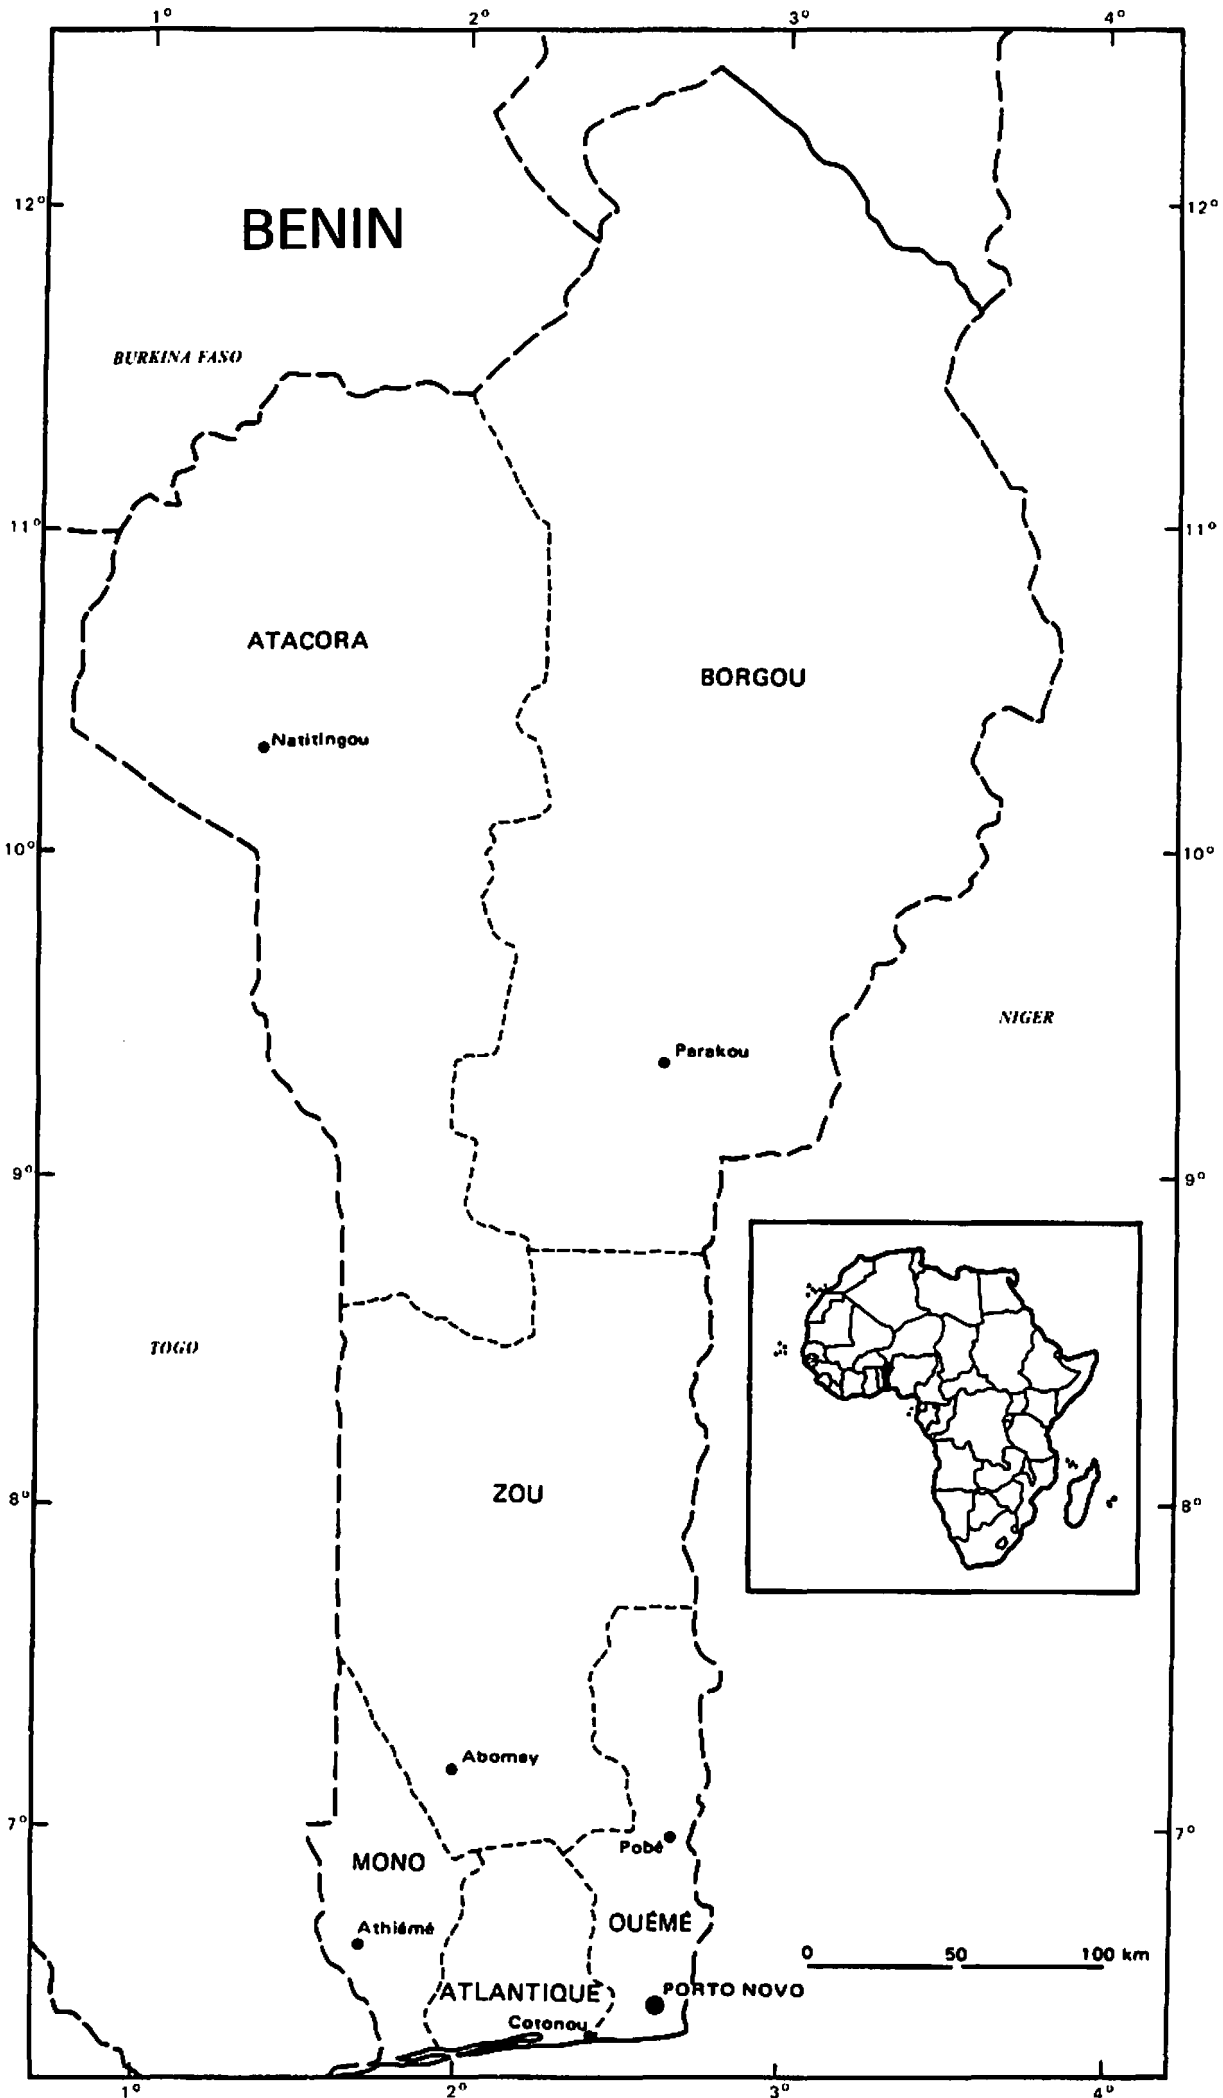 1° 2° 3° 4°
12° 12°
BENIN
BURKINA FASO
11° 11°
ATACORA
BORGOU
Natitingou
10° 10°
NIGER
Parakou
9° 9°
TOGO
ZOU
8° 8°
Abomey
7° 7°
Pobé
MONO
OUÉMÉ
Athiémé
0 50 100 km
ATLANTIQUE
PORTO NOVO
Cotonou
1° 2° 3° 4°